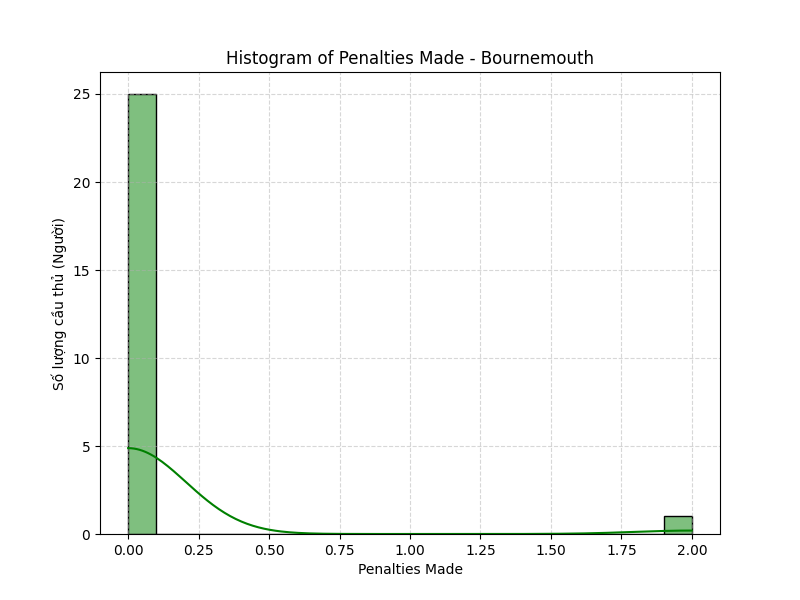 Histogram of Penalties Made - Bournemouth
Số lượng cầu thủ (Người)
25
20
15
10
5
0
0.00 0.25 0.50 0.75 1.00 1.25 1.50 1.75 2.00
Penalties Made